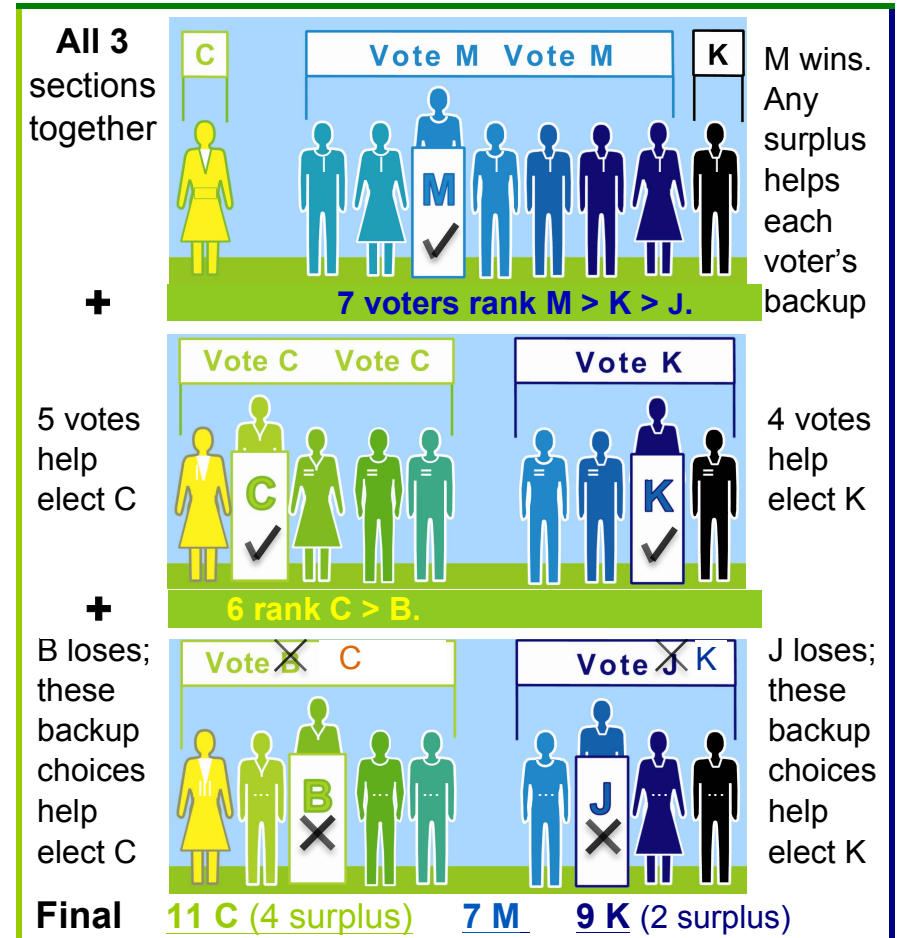 All 3
sections
together
C
Vote M Vote M
K
M
M wins.
Any
surplus
helps
each
voter's
backup
+
7 voters rank M > K > J.
Vote C Vote C
Vote K
5 votes
help
elect C
C
K
4 votes
help
elect K
+
6 rank C > B.
B loses;
these
backup
choices
help
elect C
Vote B C
Vote J K
B
J
J loses;
these
backup
choices
help
elect K
Final 11 C (4 surplus) 7 M 9 K (2 surplus)